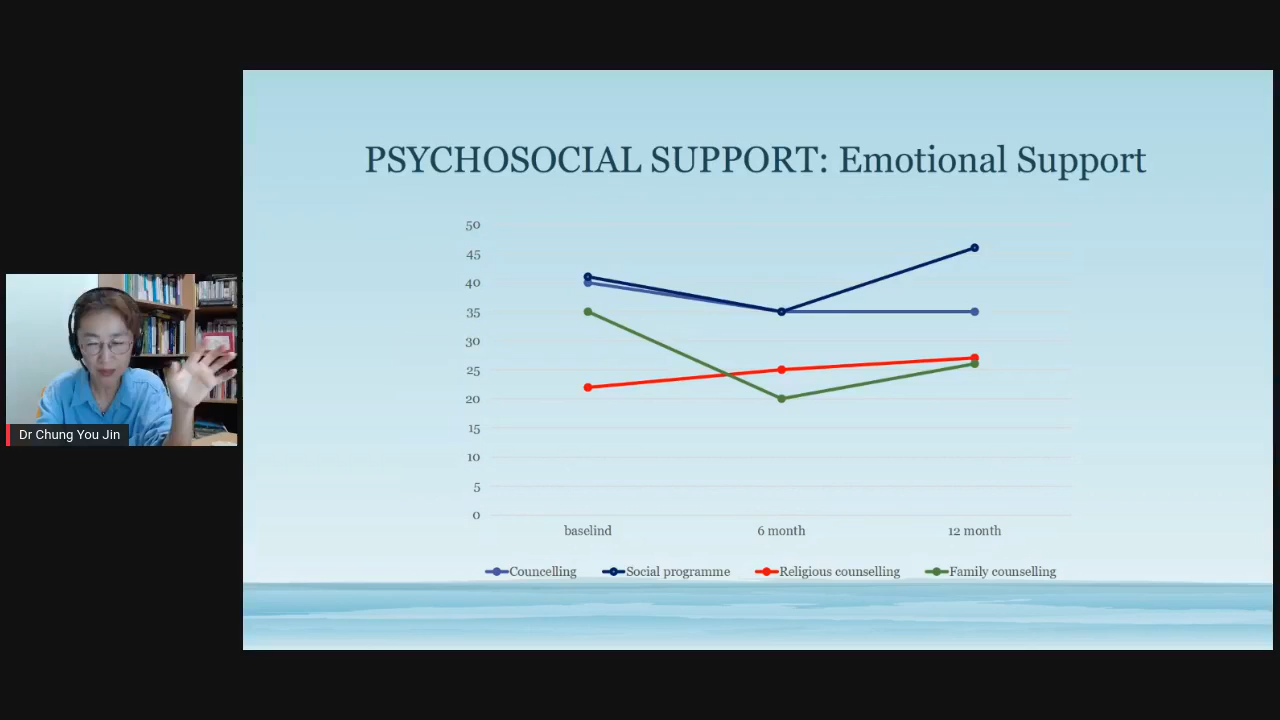 PSYCHOSOCIAL SUPPORT: Emotional Support
50
45
40
35
30
25
20
15
10
5
0
baselind 6 month 12 month
Councelling Social programme Religious counselling Family counselling
Dr Chung You Jin